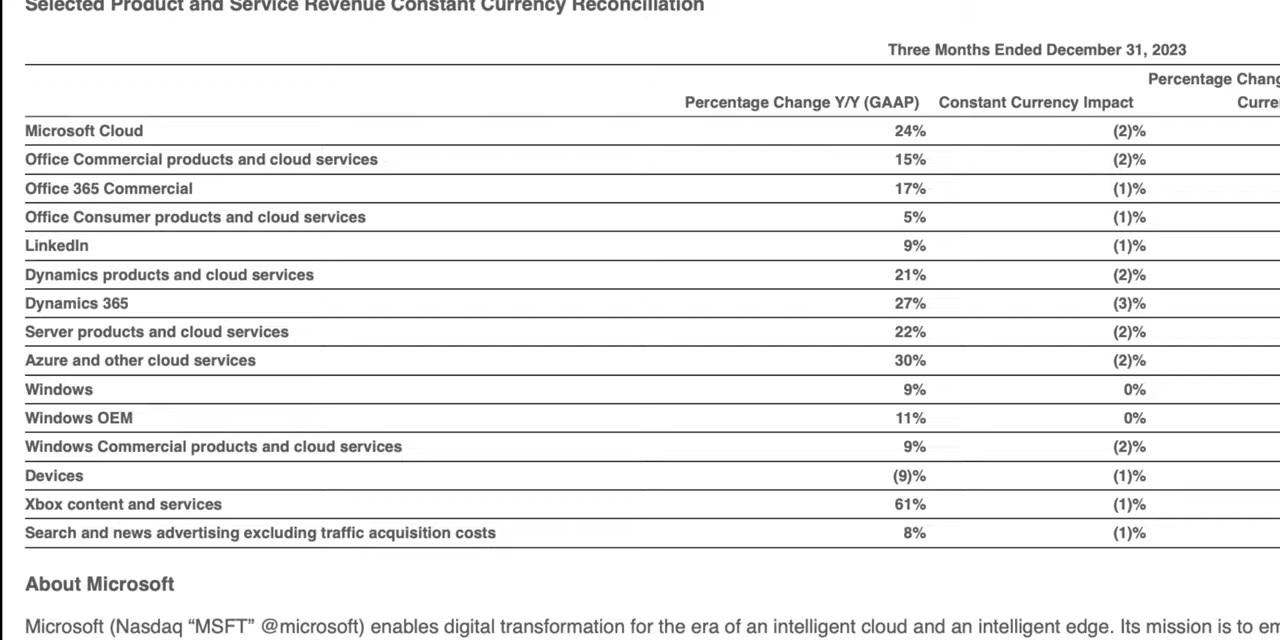 Selected Product and Service Revenue Constant Currency Reconciliation
Three Months Ended December 31, 2023
Percentage Chang
Percentage Change Y/Y (GAAP) Constant Currency Impact Curre
Microsoft Cloud 24% (2)%
Office Commercial products and cloud services 15% (2)%
Office 365 Commercial 17% (1)%
Office Consumer products and cloud services 5% (1)%
LinkedIn 9% (1)%
Dynamics products and cloud services 21% (2)%
Dynamics 365 27% (3)%
Server products and cloud services 22% (2)%
Azure and other cloud services 30% (2)%
Windows 9% 0%
Windows OEM 11% 0%
Windows Commercial products and cloud services 9% (2)%
Devices (9)% (1)%
Xbox content and services 61% (1)%
Search and news advertising excluding traffic acquisition costs 8% (1)%
About Microsoft
Microsoft (Nasdaq “MSFT” @microsoft) enables digital transformation for the era of an intelligent cloud and an intelligent edge. Its mission is to en